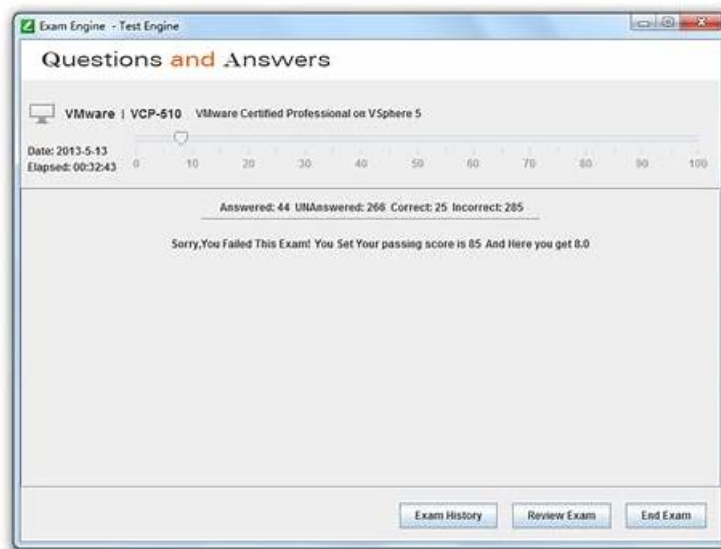 Exam Engine - Test Engine
Questions and Answers
VMware | VCP-510 VMware Certified Professional on VSphere 5
Date: 2013-5-13
Elapsed: 00:32:43
0 10 20 30 40 50 60 70 80 90 100
Answered: 44 UNAnswered: 266 Correct: 25 Incorrect: 285
Sorry,You Failed This Exam! You Set Your passing score is 85 And Here you get 8.0
Exam History Review Exam End Exam